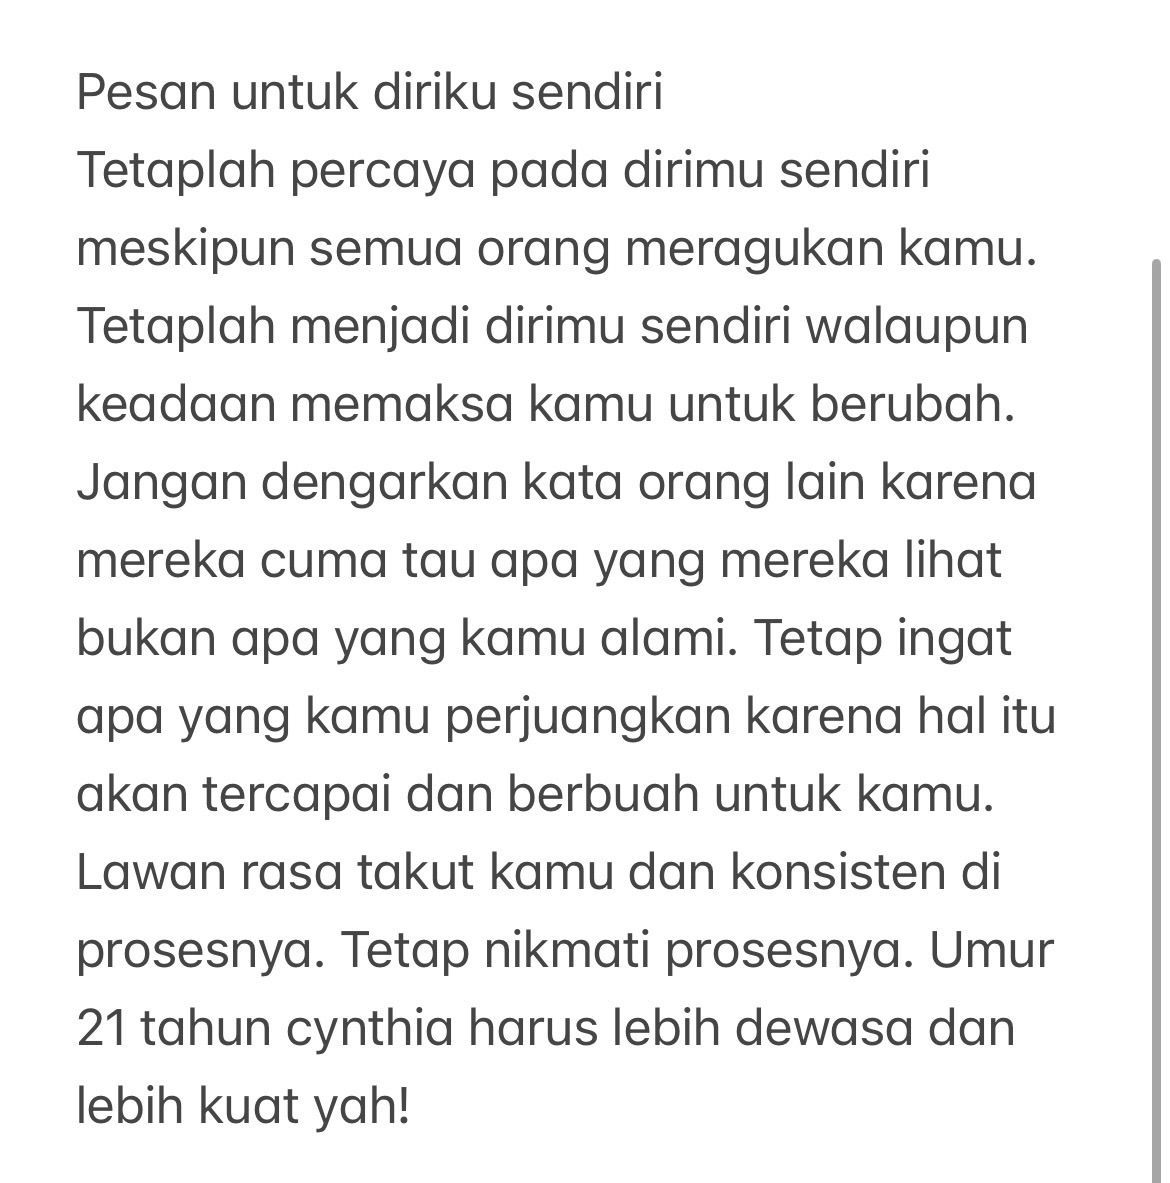 Pesan untuk diriku sendiri
Tetaplah percaya pada dirimu sendiri
meskipun semua orang meragukan kamu.
Tetaplah menjadi dirimu sendiri walaupun
keadaan memaksa kamu untuk berubah.
Jangan dengarkan kata orang lain karena
mereka cuma tau apa yang mereka lihat
bukan apa yang kamu alami. Tetap ingat
apa yang kamu perjuangkan karena hal itu
akan tercapai dan berbuah untuk kamu.
Lawan rasa takut kamu dan konsisten di
prosesnya. Tetap nikmati prosesnya. Umur
21 tahun cynthia harus lebih dewasa dan
lebih kuat yah!